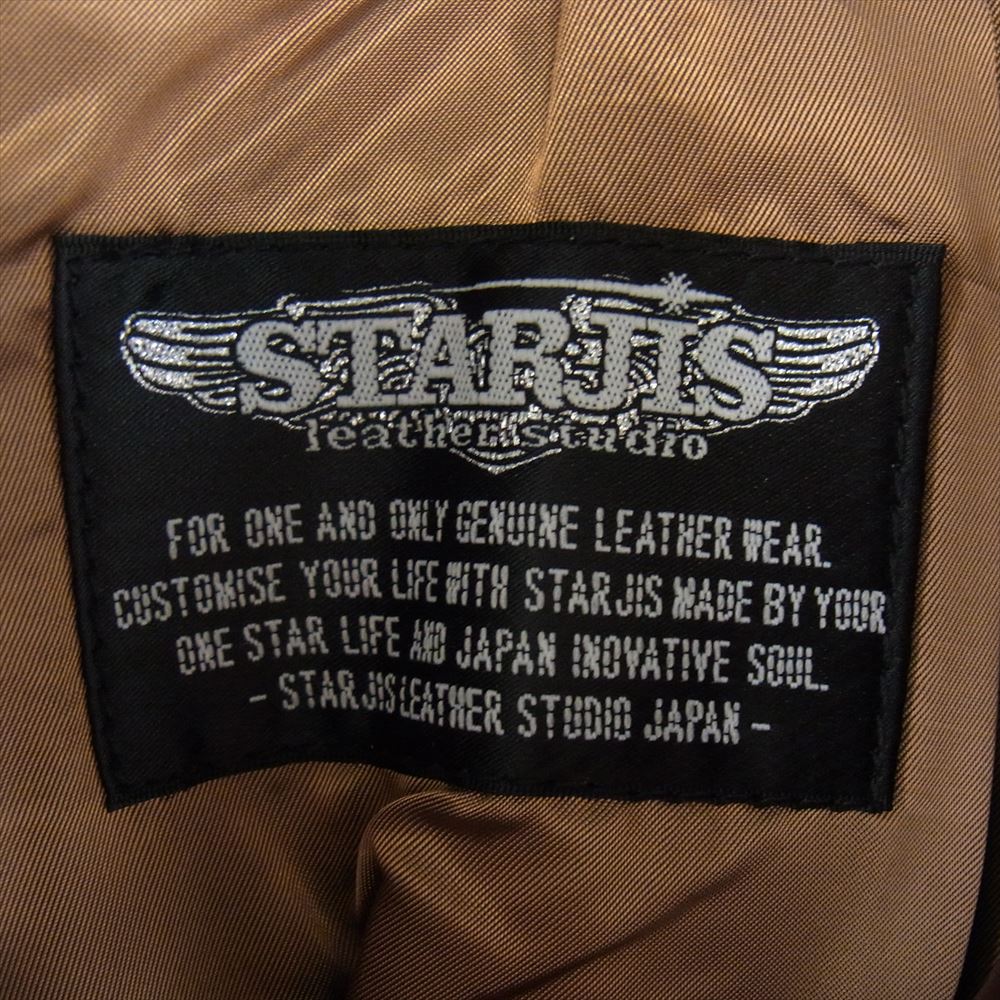 STARJIS
leather studio
FOR ONE AND ONLY GENUINE LEATHER WEAR.
CUSTOMISE YOUR LIFE WITH STARJIS MADE BY YOUR
ONE STAR LIFE AND JAPAN INOVATIVE SOUL.
- STARJIS LEATHER STUDIO JAPAN -